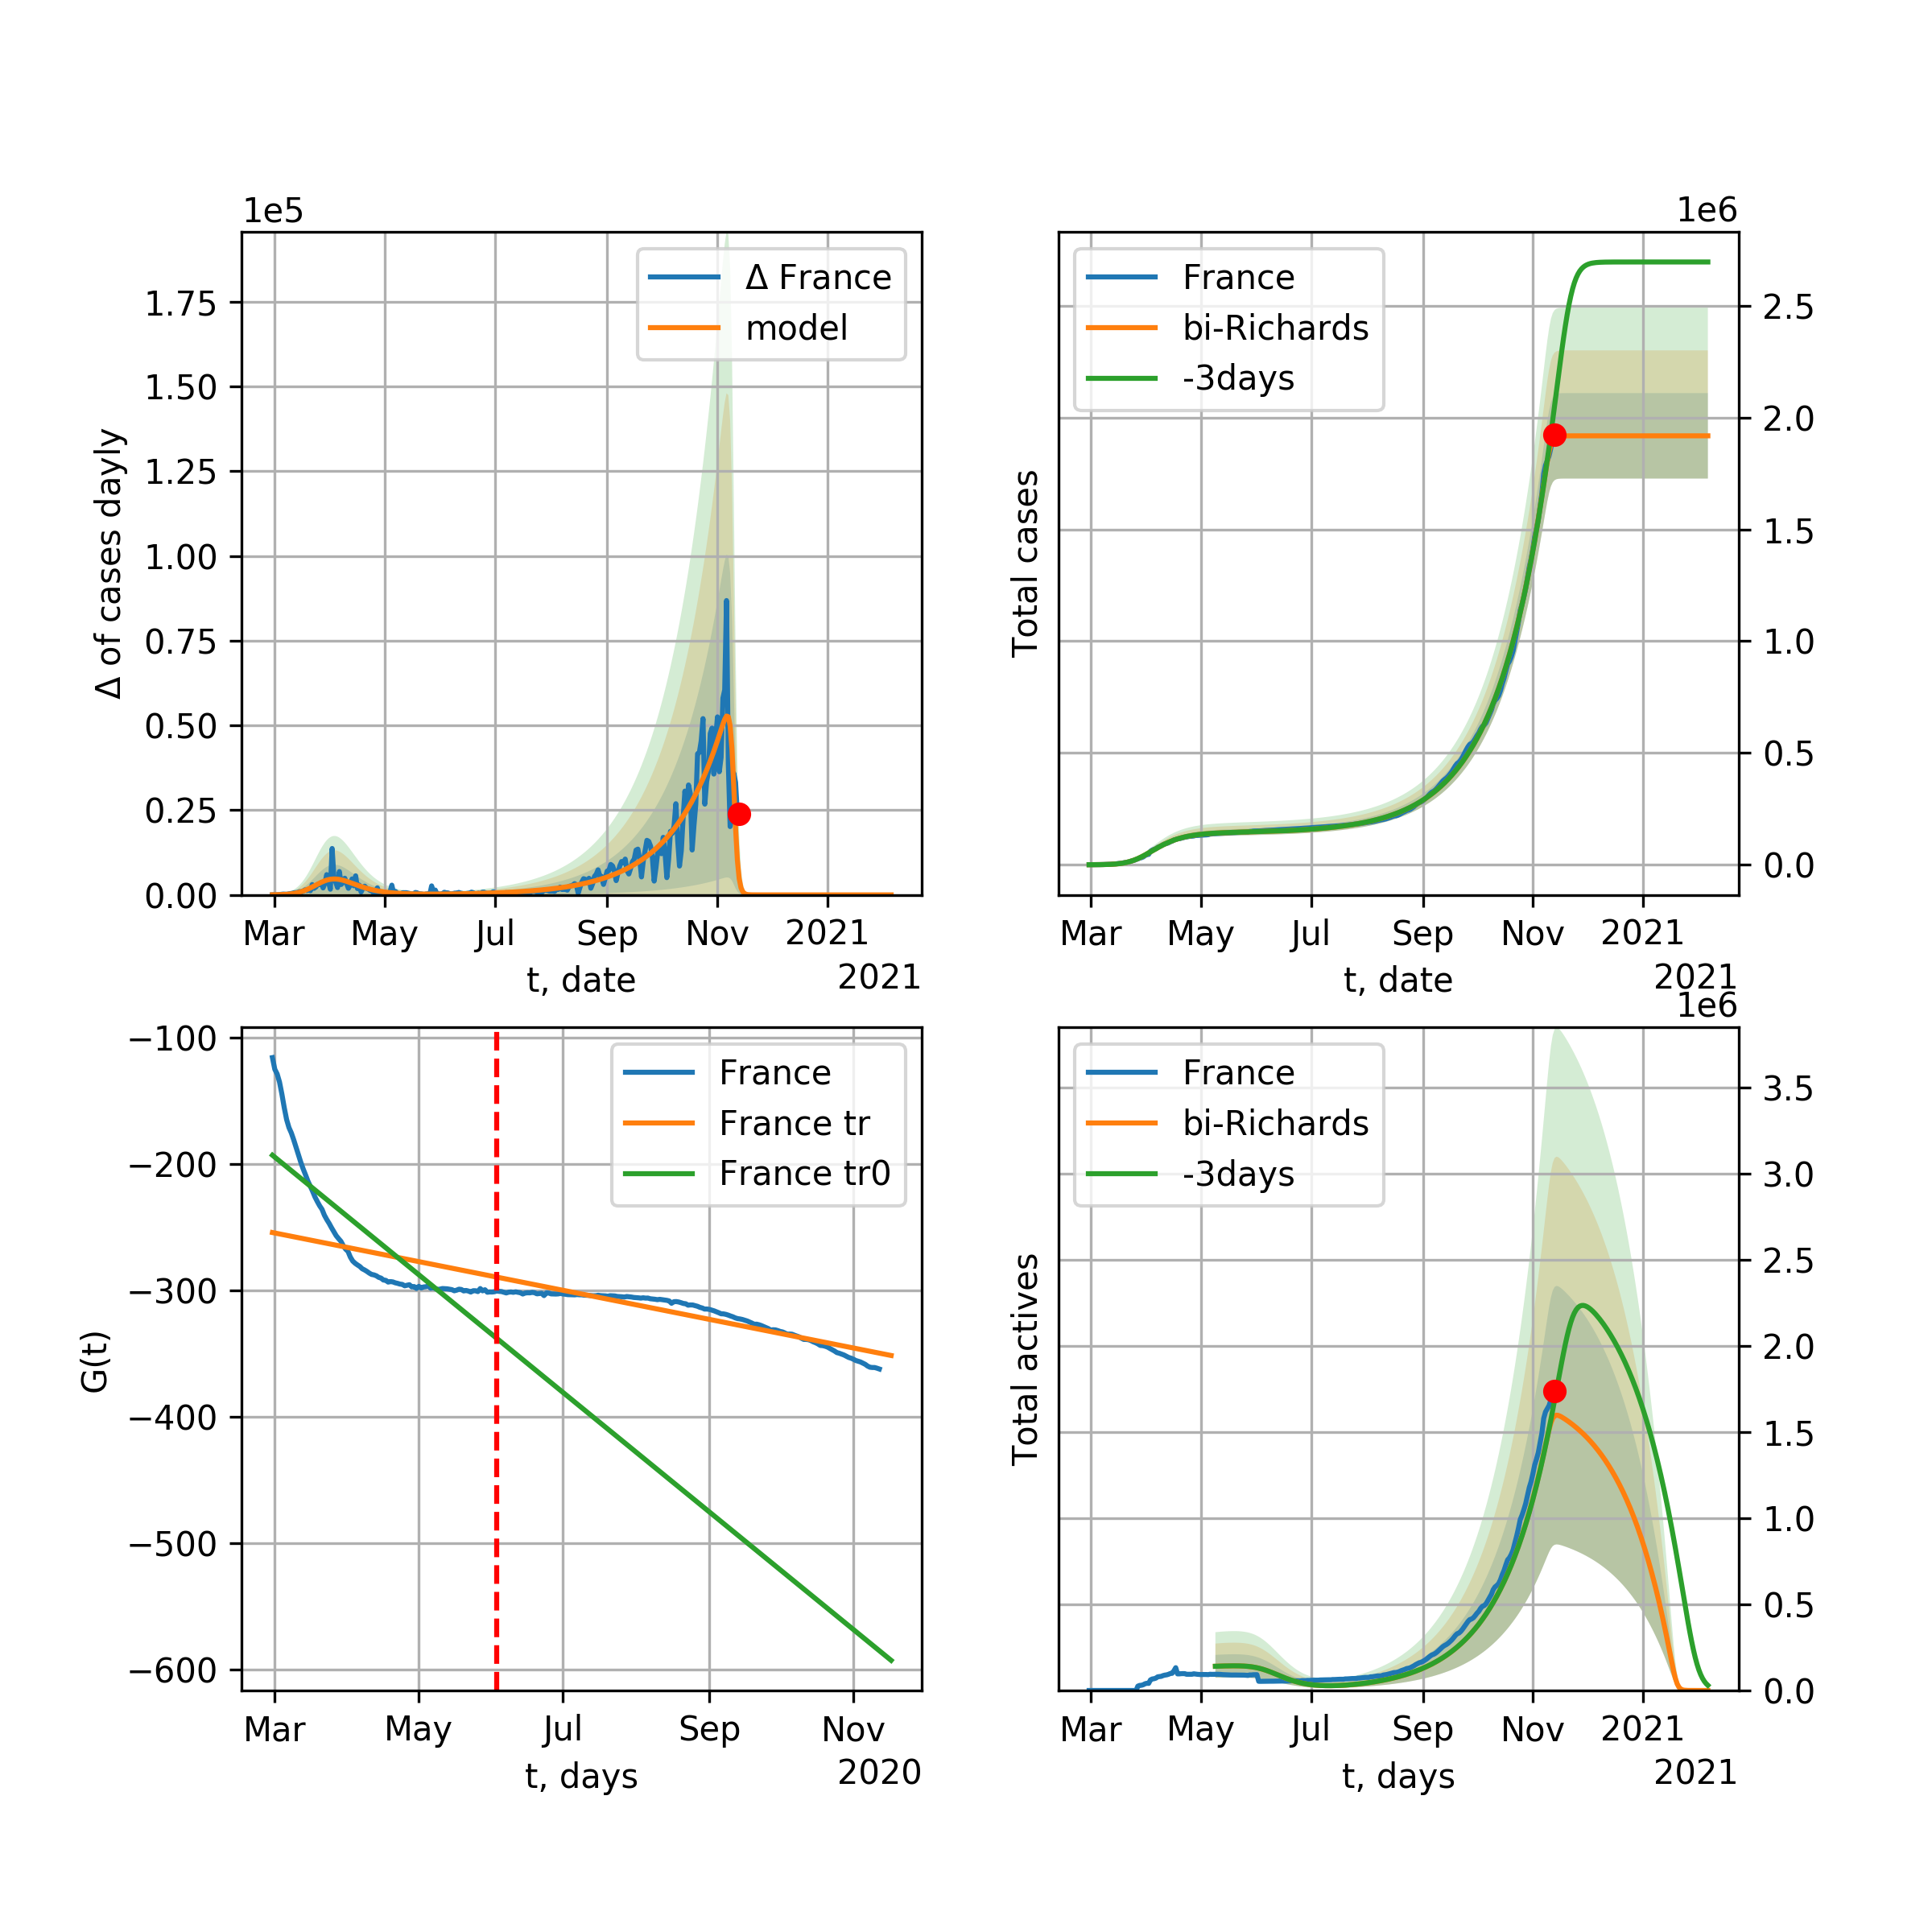 1e5
Δ of cases dayly
1.75
1.50
1.25
1.00
0.75
0.50
0.25
0.00
Δ France
model
Mar May Jul Sep Nov 2021
t, date
2021
1e6
Total cases
France
bi-Richards
-3days
2.5
2.0
1.5
1.0
0.5
0.0
Mar May Jul Sep Nov 2021
t, date
2021
G(t)
−100
−200
−300
−400
−500
−600
France
France tr
France tr0
Mar May Jul Sep Nov
t, days
2020
1e6
Total actives
France
bi-Richards
-3days
3.5
3.0
2.5
2.0
1.5
1.0
0.5
0.0
Mar May Jul Sep Nov 2021
t, days
2021